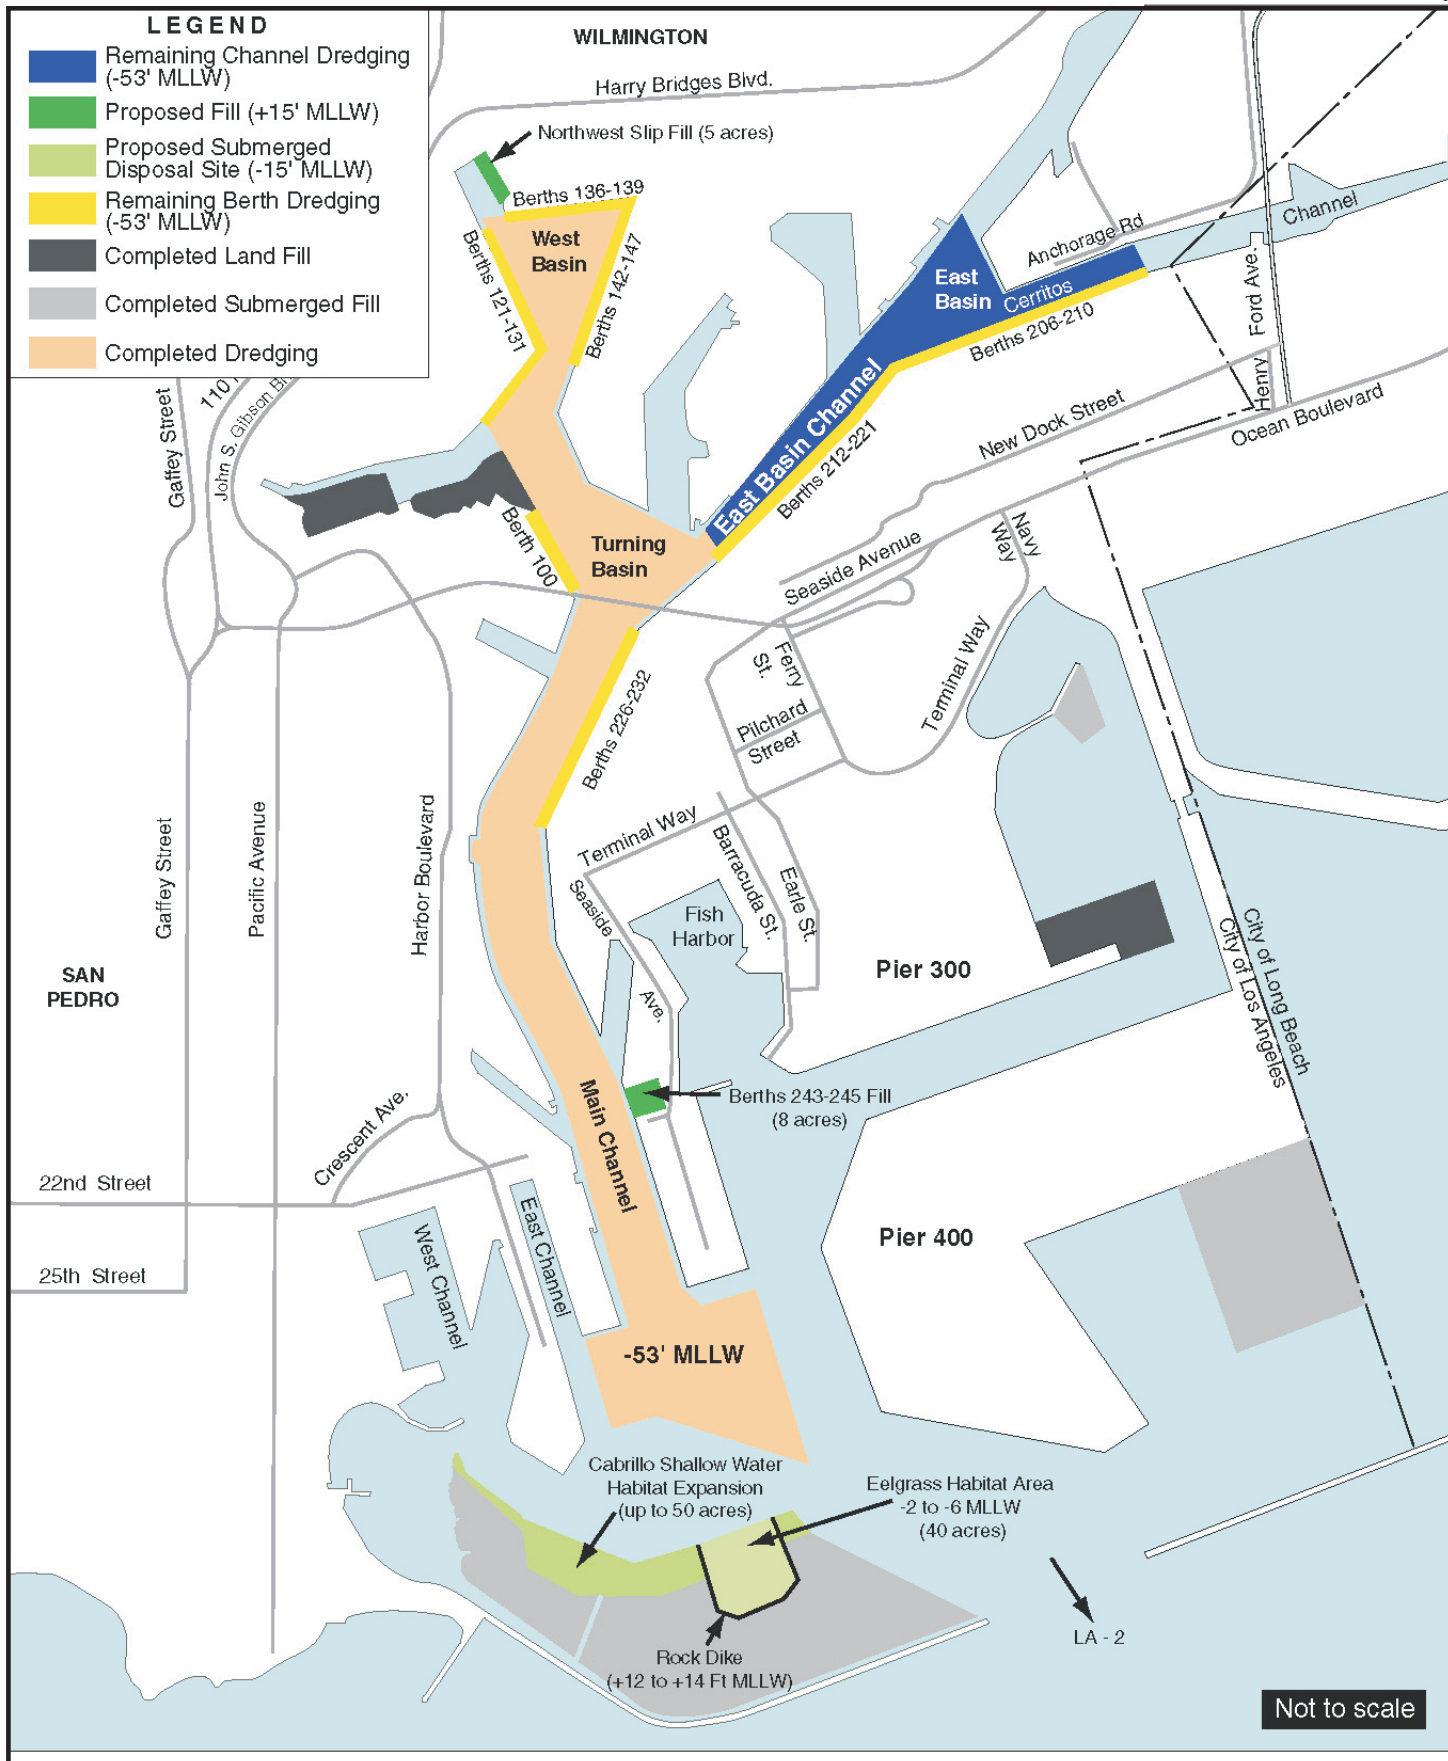 LEGEND
Remaining Channel Dredging
(-53' MLLW)
Proposed Fill (+15' MLLW)
Proposed Submerged
Disposal Site (-15' MLLW)
Remaining Berth Dredging
(-53' MLLW)
Completed Land Fill
Completed Submerged Fill
Completed Dredging
WILMINGTON
Harry Bridges Blvd.
Northwest Slip Fill (5 acres)
Berths 136-139
West
Basin
Berths 121-131
Berths 142-147
East
Basin
Cerritos
Channel
Anchorage Rd
Berths 206-210
Henry Ford Ave.
East Basin Channel
Berths 212-221
New Dock Street
Ocean Boulevard
Gaffey Street
110
John S. Gibson Bl
Berth 100
Turning
Basin
Seaside Avenue
Navy
Way
Ferry
St.
Terminal Way
Pilchard
Street
Berths 226-232
Gaffey Street
Pacific Avenue
Harbor Boulevard
Terminal Way
Seaside
Ave.
Barracuda St.
Earle St.
Fish
Harbor
SAN
PEDRO
Pier 300
City of Long Beach
City of Los Angeles
Main Channel
Berths 243-245 Fill
(8 acres)
Crescent Ave.
22nd Street
25th Street
West Channel
East Channel
Pier 400
-53' MLLW
Cabrillo Shallow Water
Habitat Expansion
(up to 50 acres)
Eelgrass Habitat Area
-2 to -6 MLLW
(40 acres)
LA - 2
Rock Dike
(+12 to +14 Ft MLLW)
Not to scale